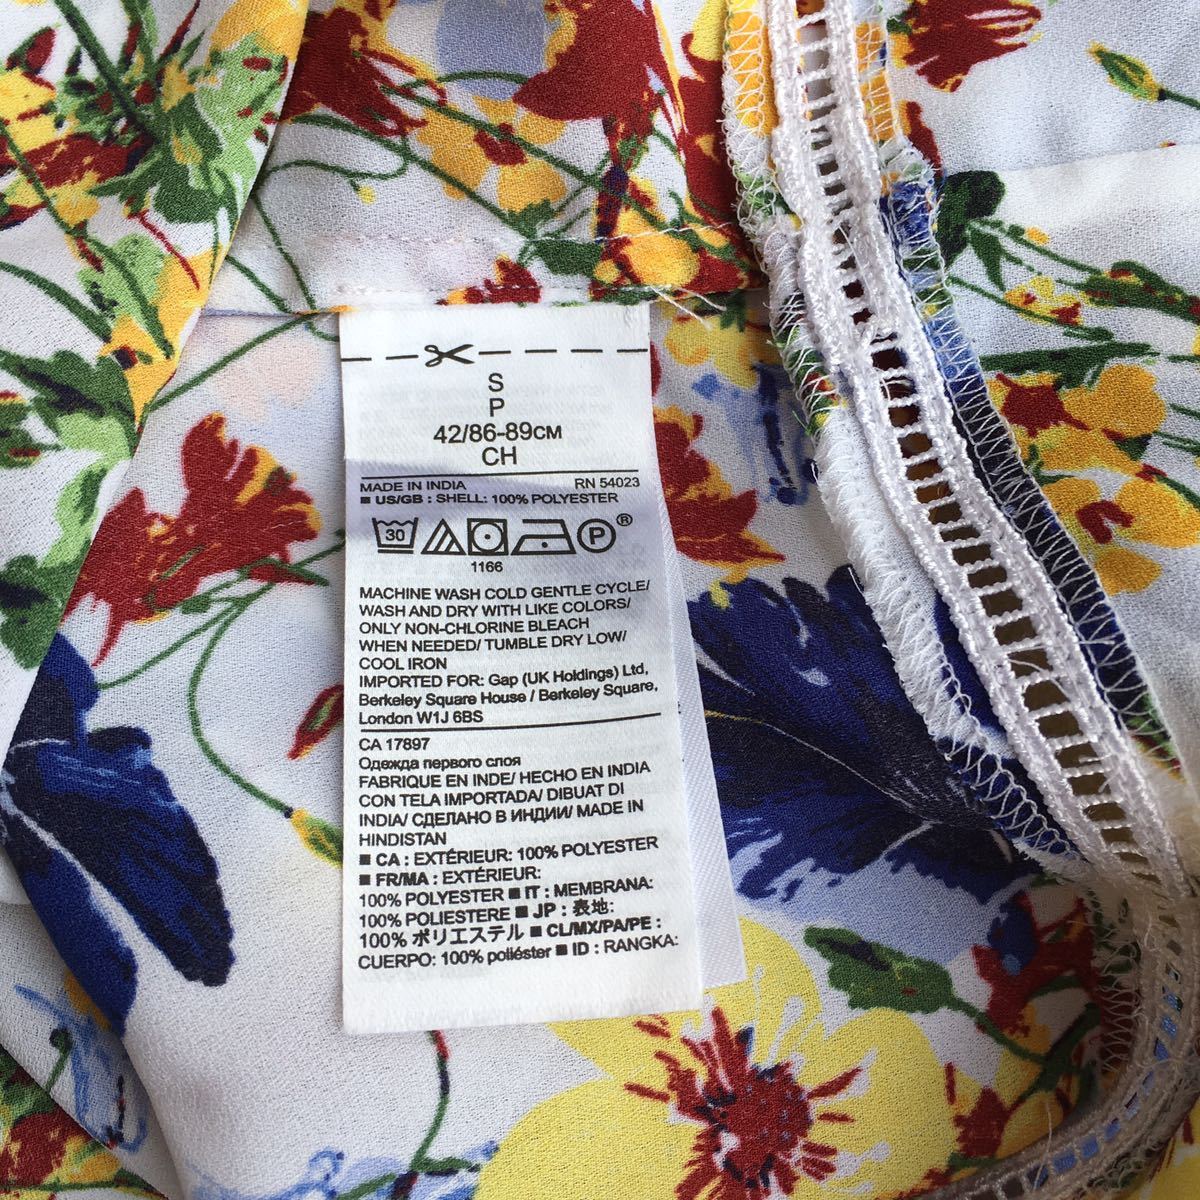 S
P
42/86-89CM
CH
MADE IN INDIA RN 54023
■ US/GB : SHELL: 100% POLYESTER
30 P ®
1166
MACHINE WASH COLD GENTLE CYCLE/
WASH AND DRY WITH LIKE COLORS/
ONLY NON-CHLORINE BLEACH
WHEN NEEDED/ TUMBLE DRY LOW/
COOL IRON
IMPORTED FOR: Gap (UK Holdings) Ltd,
Berkeley Square House / Berkeley Square,
London W1J 6BS
CA 17897
Одежда первого слоя
FABRIQUE EN INDE/ HECHO EN INDIA
CON TELA IMPORTADA/ DIBUAT DI
INDIA/ СДЕЛАНО В ИНДИИ/ MADE IN
HINDISTAN
■ CA : EXTÉRIEUR: 100% POLYESTER
■ FR/MA : EXTÉRIEUR:
100% POLYESTER ■ IT : MEMBRANA:
100% POLIESTERE ■ JP : 表地:
100% ポリエステル ■ CL/MX/PA/PE :
CUERPO: 100% poliéster ■ ID : RANGKA: